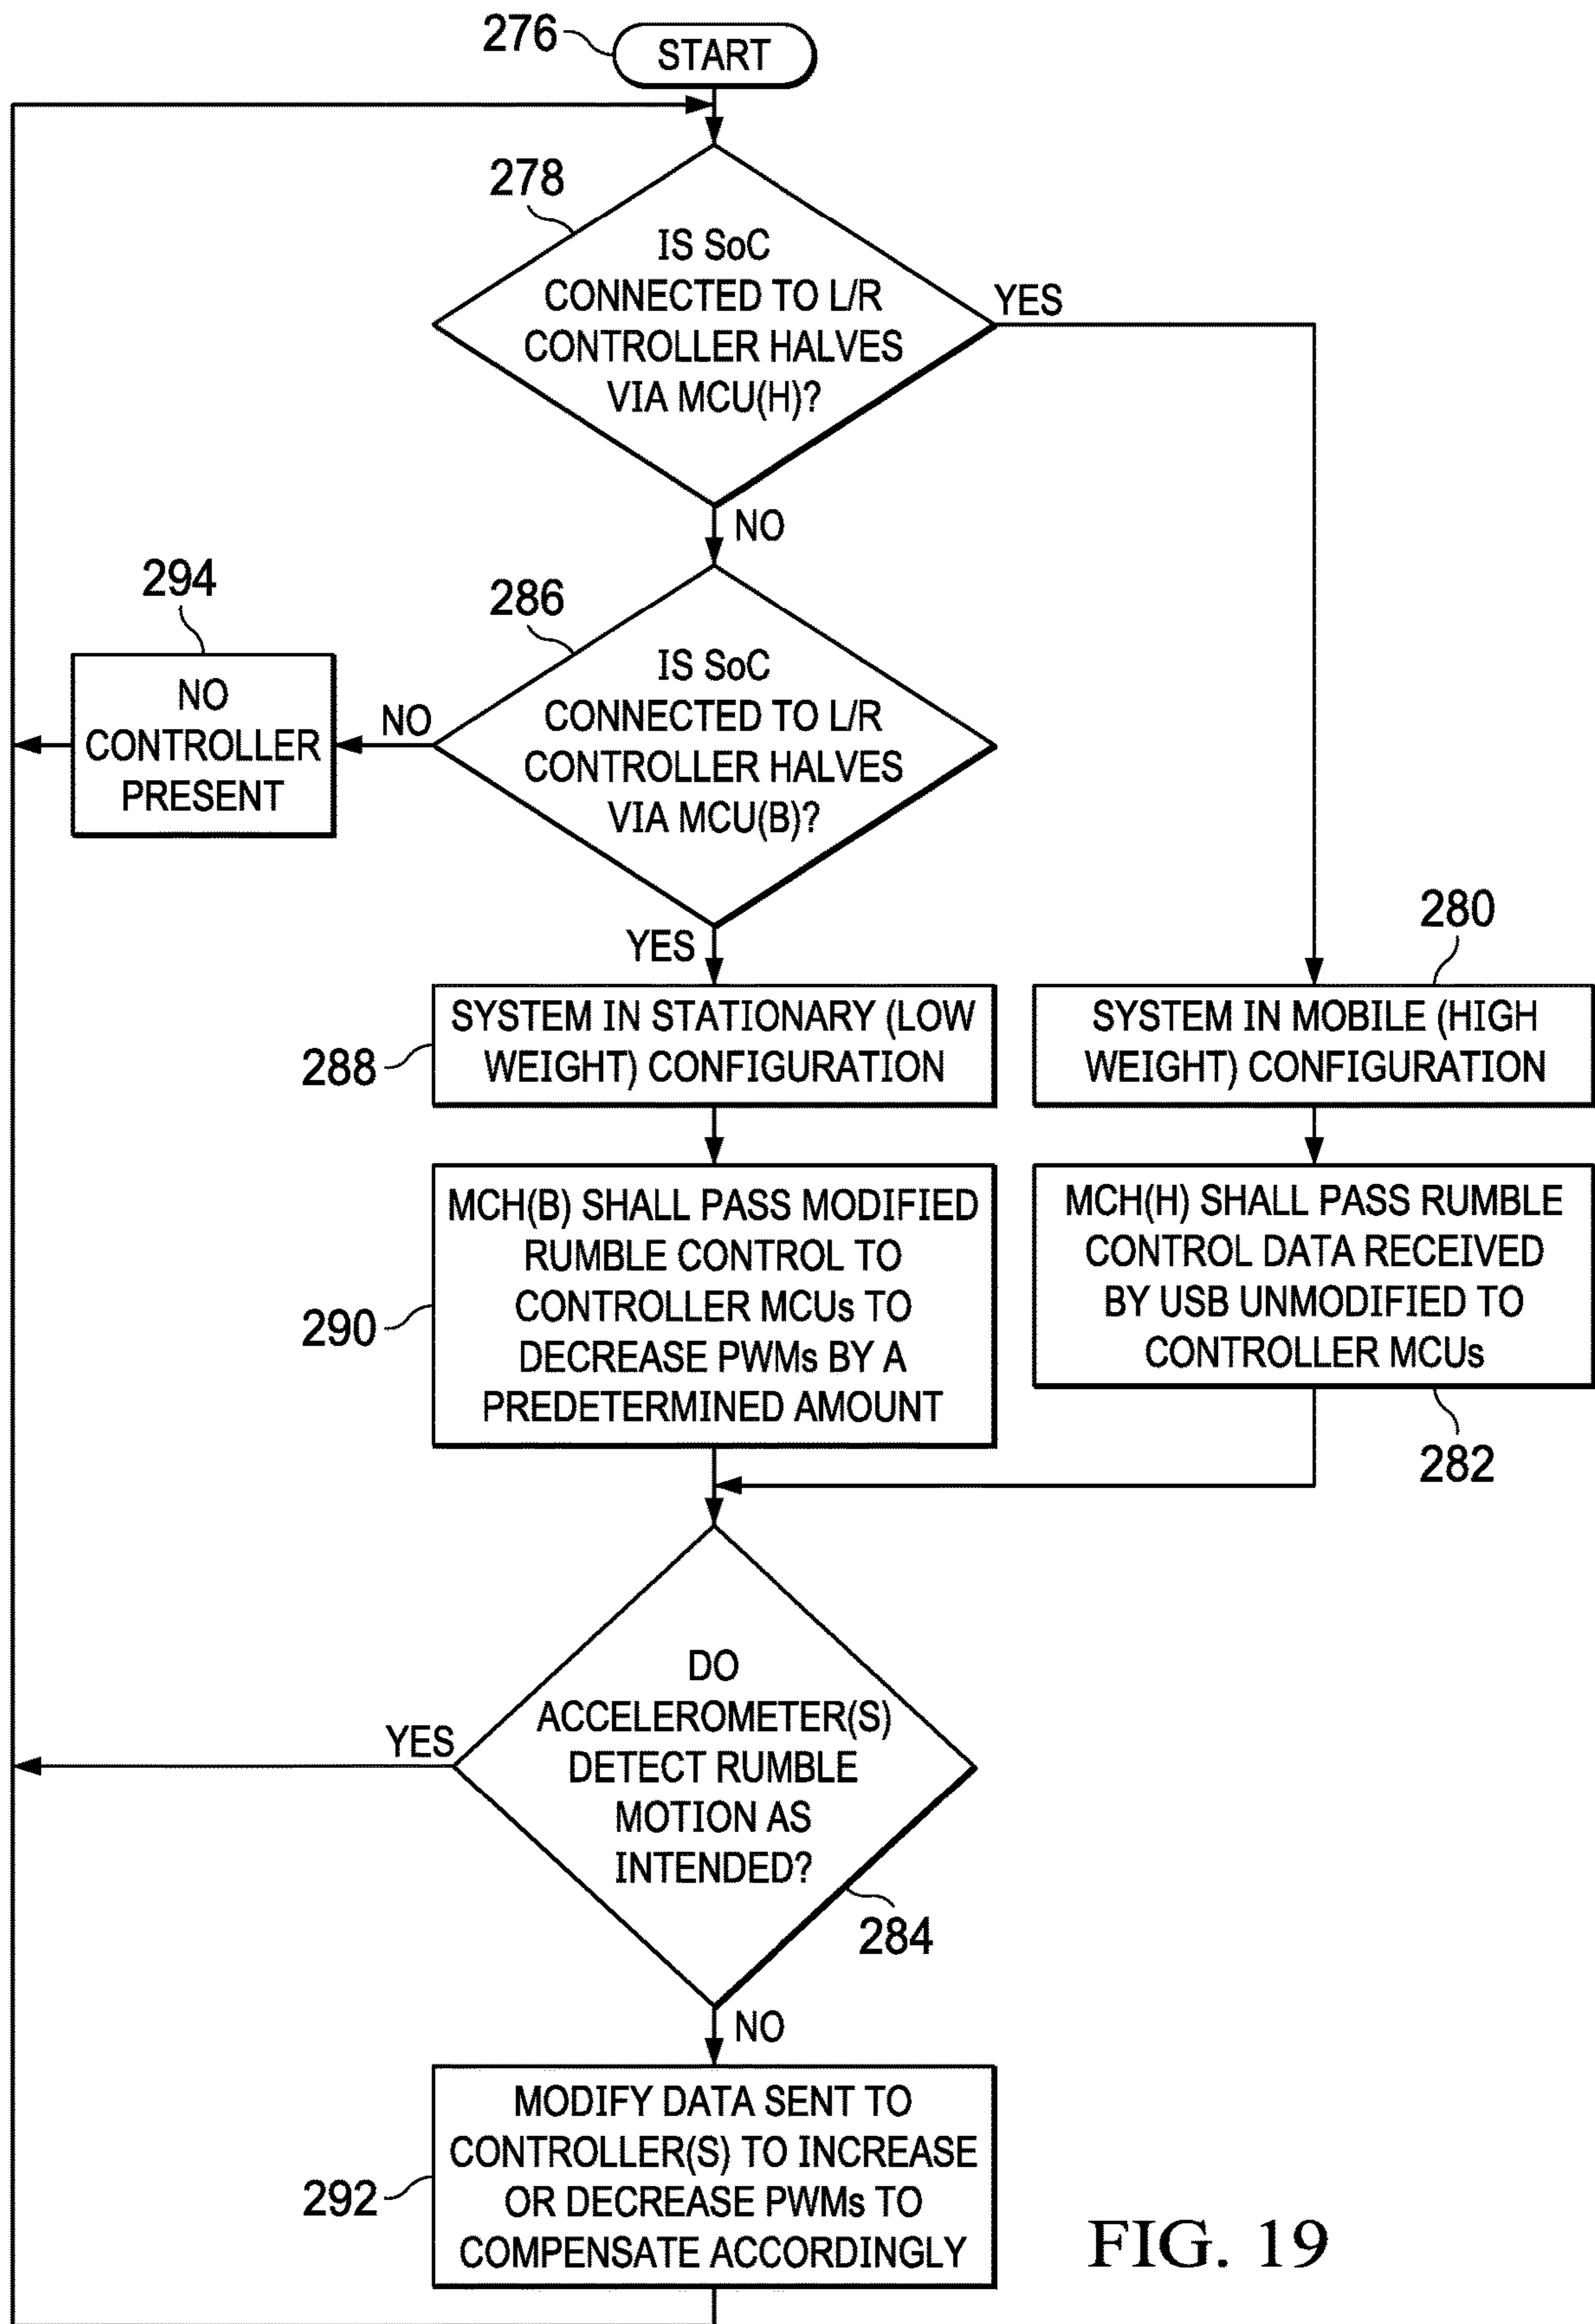 276
START
278
IS SoC
CONNECTED TO L/R
CONTROLLER HALVES
VIA MCU(H)?
YES
NO
294
NO
CONTROLLER
PRESENT
NO
286
IS SoC
CONNECTED TO L/R
CONTROLLER HALVES
VIA MCU(B)?
YES
288
SYSTEM IN STATIONARY (LOW
WEIGHT) CONFIGURATION
280
SYSTEM IN MOBILE (HIGH
WEIGHT) CONFIGURATION
290
MCH(B) SHALL PASS MODIFIED
RUMBLE CONTROL TO
CONTROLLER MCUs TO
DECREASE PWMs BY A
PREDETERMINED AMOUNT
MCH(H) SHALL PASS RUMBLE
CONTROL DATA RECEIVED
BY USB UNMODIFIED TO
CONTROLLER MCUs
282
DO
ACCELEROMETER(S)
DETECT RUMBLE
MOTION AS
INTENDED?
YES
284
NO
292
MODIFY DATA SENT TO
CONTROLLER(S) TO INCREASE
OR DECREASE PWMs TO
COMPENSATE ACCORDINGLY
FIG. 19